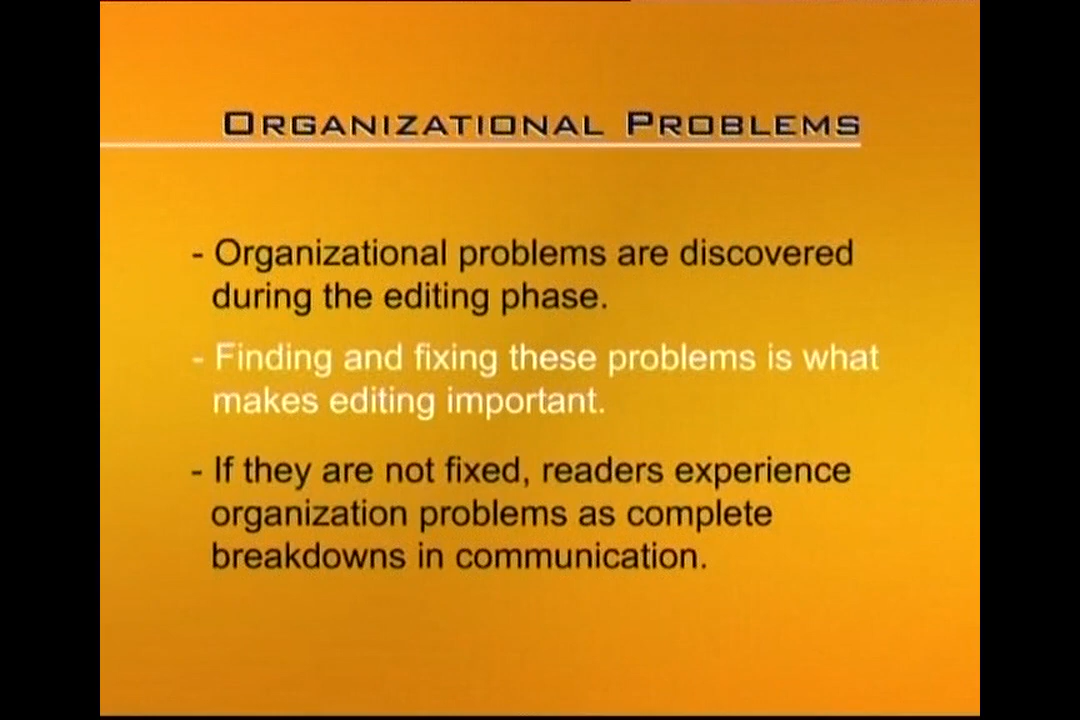 ORGANIZATIONAL PROBLEMS
- Organizational problems are discovered
during the editing phase.
- Finding and fixing these problems is what
makes editing important.
- If they are not fixed, readers experience
organization problems as complete
breakdowns in communication.